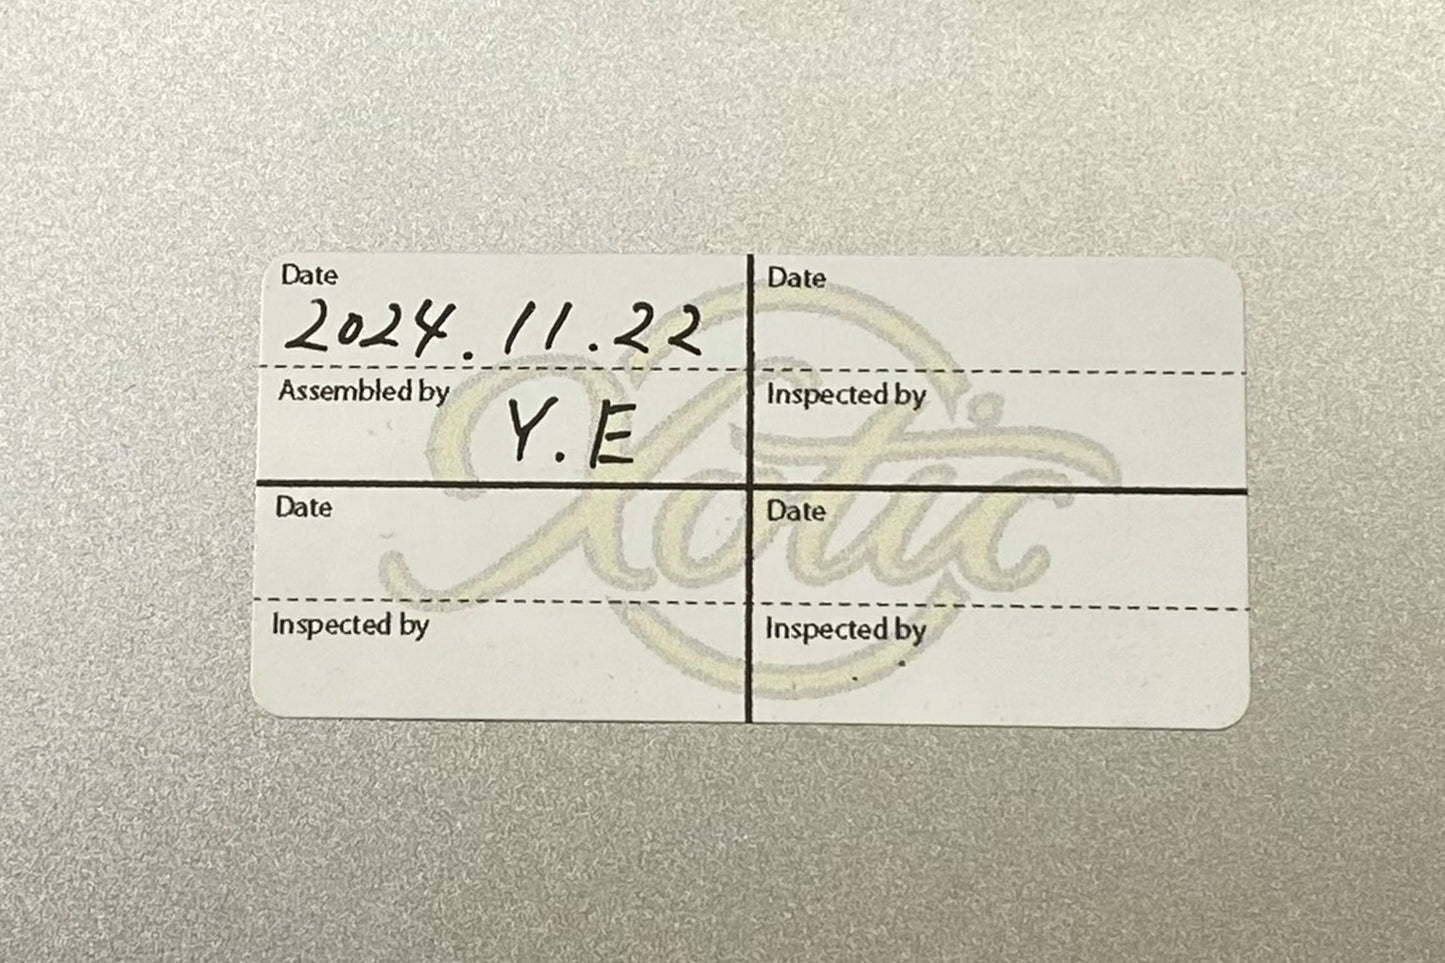 Date
2024.11.22
Assembled by
Y.E
Date
Inspected by
Date
Inspected by
Date
Inspected by
Xotic